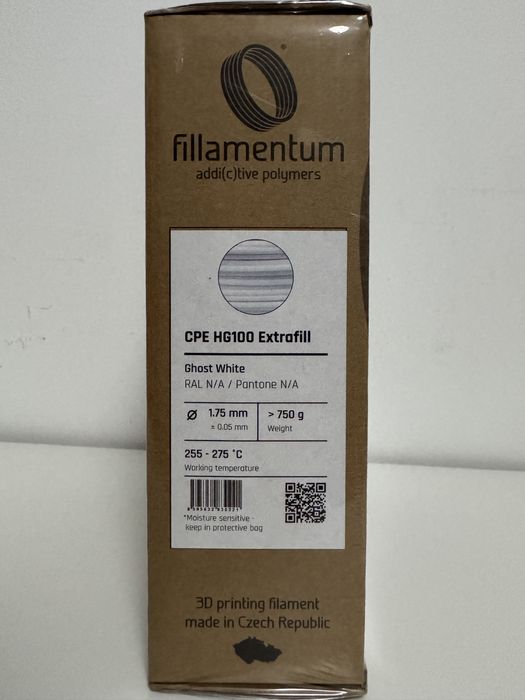 fillamentum
addi(c)tive polymers
CPE HG100 Extrafill
Ghost White
RAL N/A / Pantone N/A
Ø 1.75 mm
± 0.05 mm
> 750 g
Weight
255 - 275 °C
Working temperature
*Moisture sensitive -
keep in protective bag
3D printing filament
made in Czech Republic